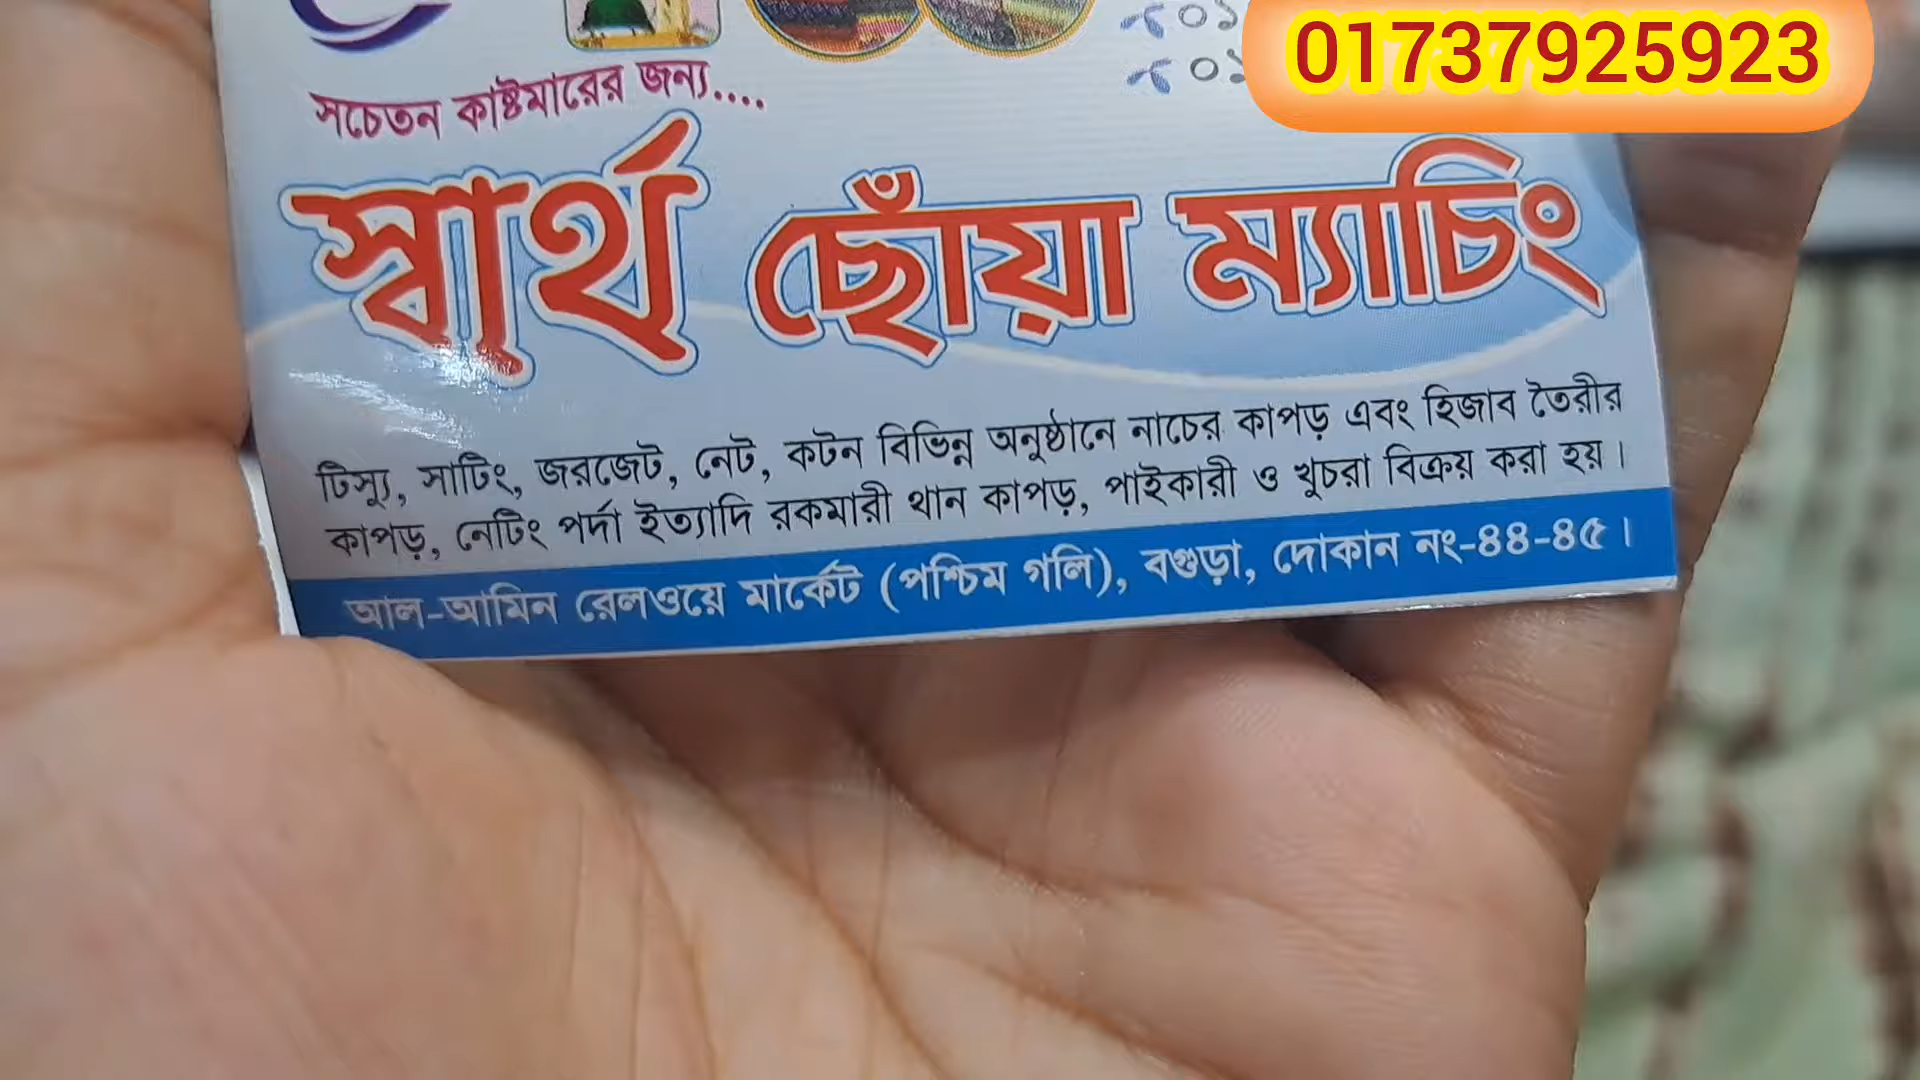 01737925923
সচেতন কাষ্টমারের জন্য....
স্বার্থ ছোঁয়া ম্যাচিং
টিস্যু, সাটিং, জরজেট, নেট, কটন বিভিন্ন অনুষ্ঠানে নাচের কাপড় এবং হিজাব তৈরীর
কাপড়, নেটিং পর্দা ইত্যাদি রকমারী থান কাপড়, পাইকারী ও খুচরা বিক্রয় করা হয়।
আল-আমিন রেলওয়ে মার্কেট (পশ্চিম গলি), বগুড়া, দোকান নং-৪৪-৪৫।